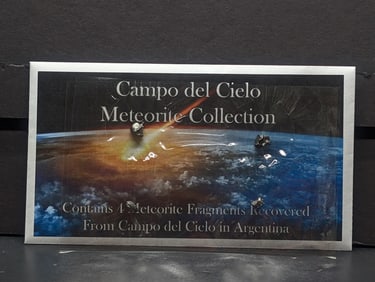 Campo del Cielo
Meteorite Collection
Contains 4 Meteorite Fragments Recovered
From Campo del Cielo in Argentina